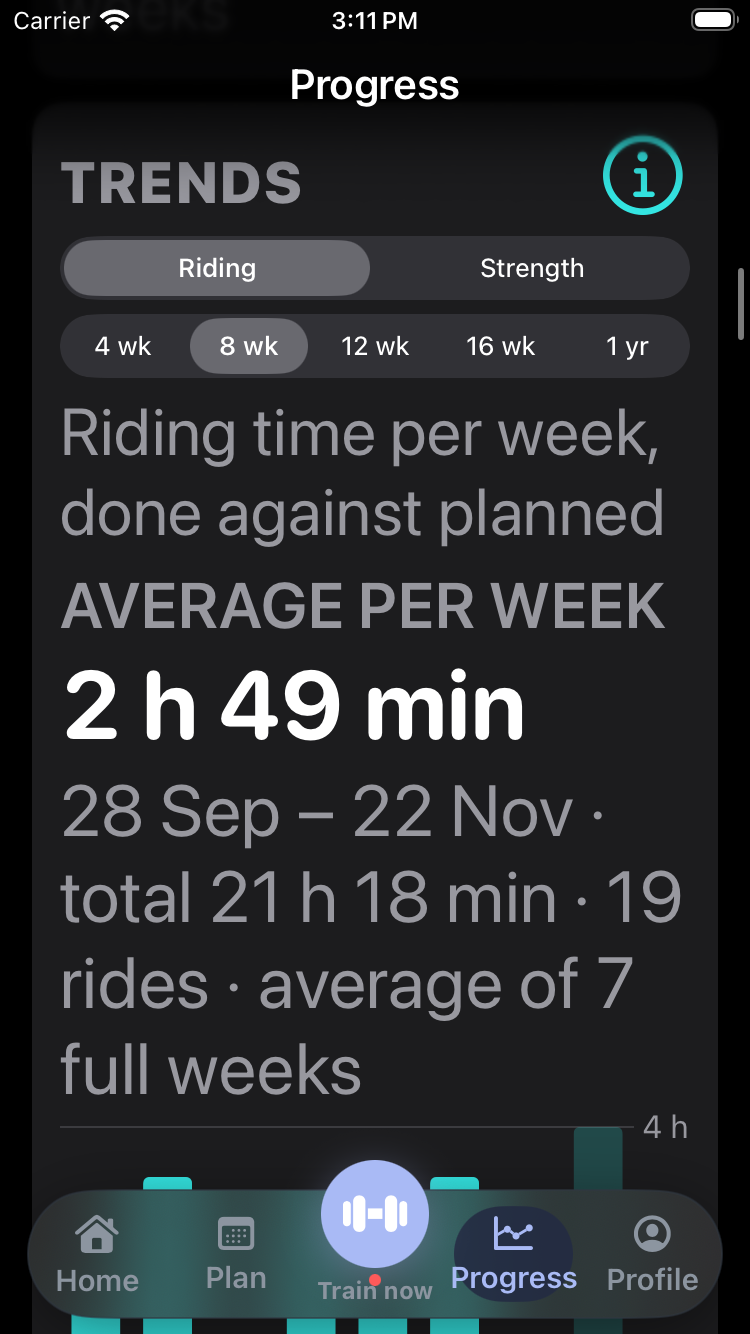 Carrier
3:11 PM
Progress
TRENDS
Riding
Strength
4 wk
8 wk
12 wk
16 wk
1 yr
Riding time per week,
done against planned
AVERAGE PER WEEK
2 h 49 min
28 Sep – 22 Nov ·
total 21 h 18 min · 19
rides · average of 7
full weeks
4 h
Home
Plan
Train now
Progress
Profile